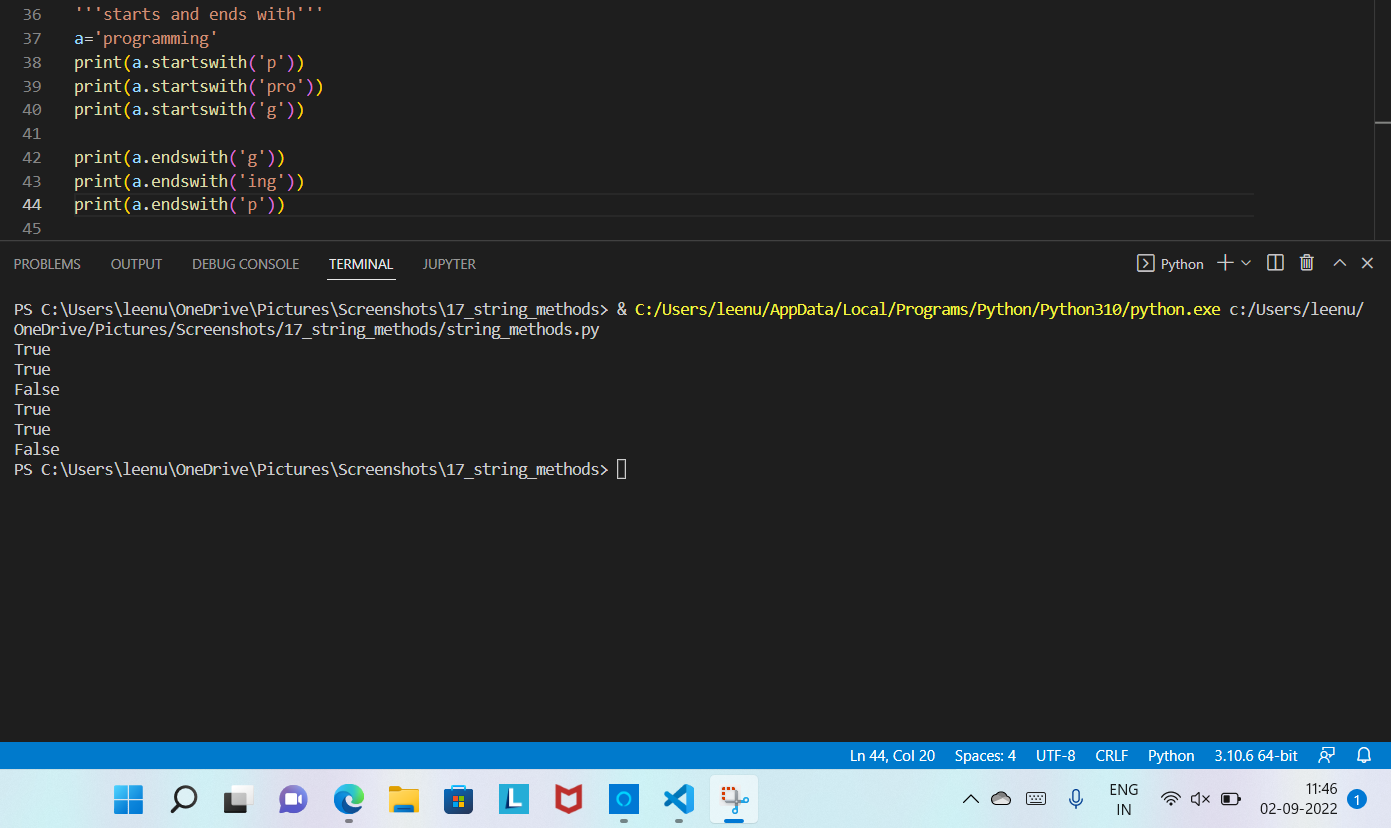 36 '''starts and ends with'''
37 a='programming'
38 print(a.startswith('p'))
39 print(a.startswith('pro'))
40 print(a.startswith('g'))
41
42 print(a.endswith('g'))
43 print(a.endswith('ing'))
44 print(a.endswith('p'))
45
PROBLEMS OUTPUT DEBUG CONSOLE TERMINAL JUPYTER Python
PS C:\Users\leenu\OneDrive\Pictures\Screenshots\17_string_methods> & C:/Users/leenu/AppData/Local/Programs/Python/Python310/python.exe c:/Users/leenu/
OneDrive/Pictures/Screenshots/17_string_methods/string_methods.py
True
True
False
True
True
False
PS C:\Users\leenu\OneDrive\Pictures\Screenshots\17_string_methods>
Ln 44, Col 20 Spaces: 4 UTF-8 CRLF Python 3.10.6 64-bit
L
ENG
IN
11:46
02-09-2022
1